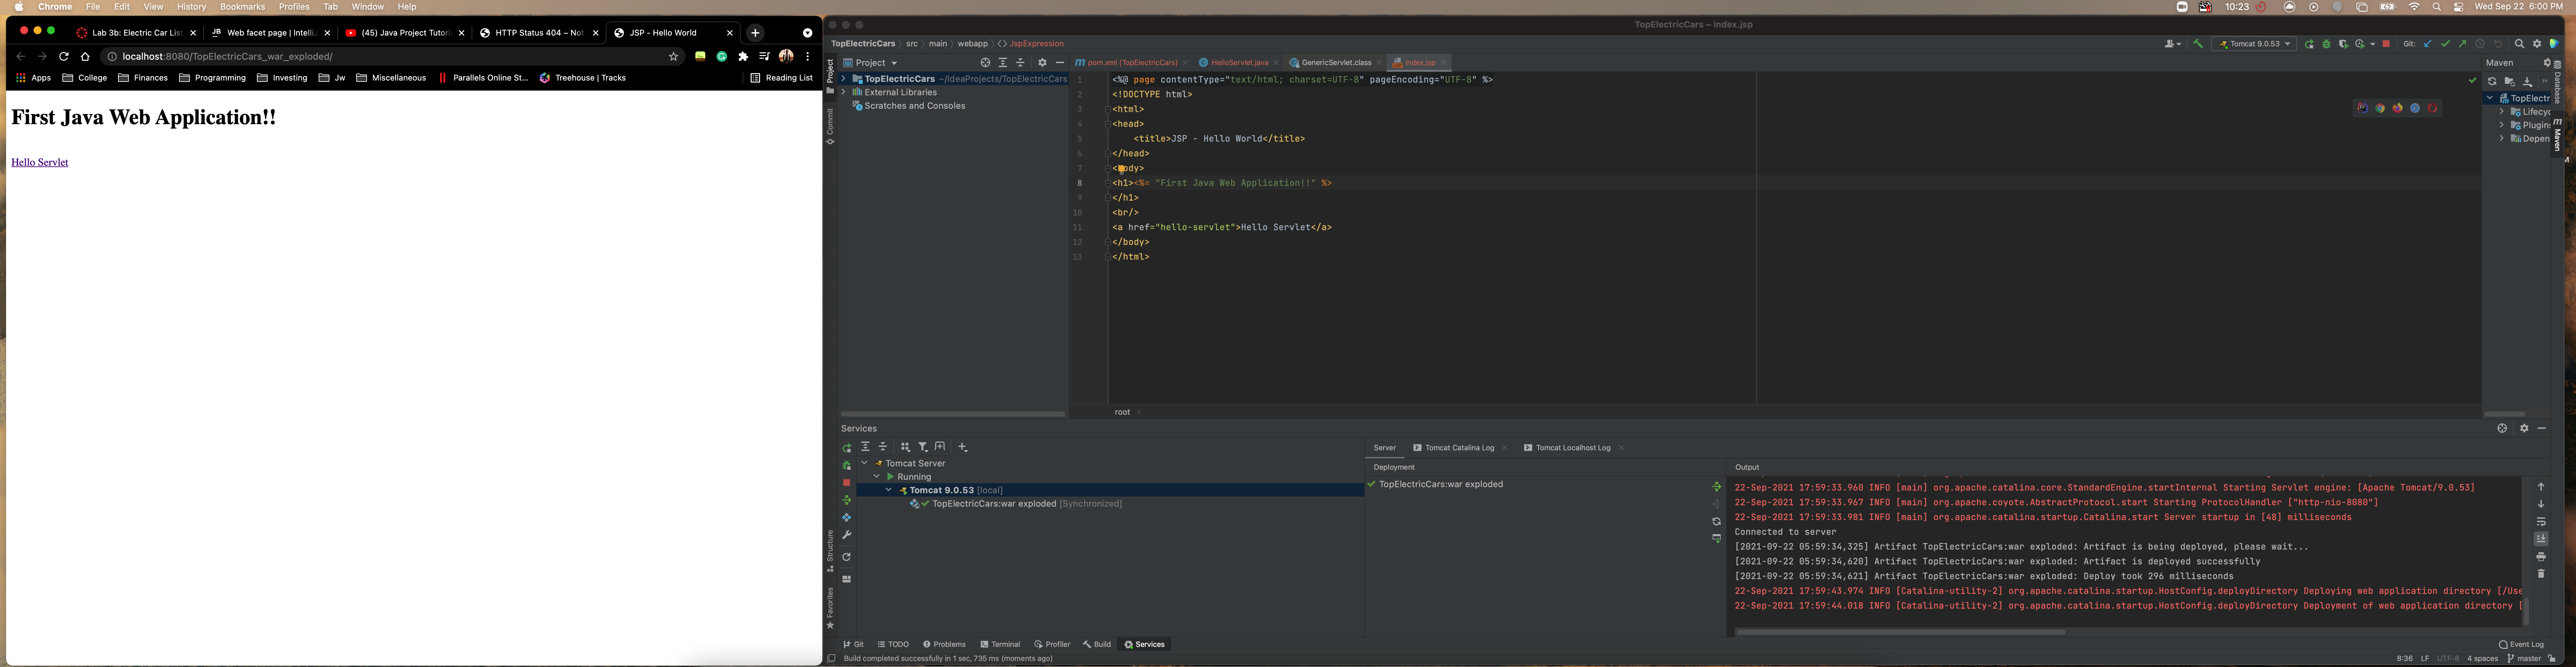 Chrome File Edit View History Bookmarks Profiles Tab Window Help
10:23 Wed Sep 22 6:00 PM
Lab 3b: Electric Car List
JB Web facet page | IntelliJ
(45) Java Project Tutori
HTTP Status 404 – Not
JSP - Hello World
localhost:8080/TopElectricCars_war_exploded/
Apps College Finances Programming Investing Jw Miscellaneous Parallels Online St... Treehouse | Tracks Reading List
First Java Web Application!!
Hello Servlet
TopElectricCars – index.jsp
TopElectricCars src main webapp <> JspExpression
Tomcat 9.0.53 Git:
Project
TopElectricCars ~/IdeaProjects/TopElectricCars
External Libraries
Scratches and Consoles
Project
Commit
Structure
Favorites
pom.xml (TopElectricCars) HelloServlet.java GenericServlet.class index.jsp
1 <%@ page contentType="text/html; charset=UTF-8" pageEncoding="UTF-8" %>
2 <!DOCTYPE html>
3 <html>
4 <head>
5 <title>JSP - Hello World</title>
6 </head>
7 <body>
8 <h1><%= "First Java Web Application!!" %>
9 </h1>
10 <br/>
11 <a href="hello-servlet">Hello Servlet</a>
12 </body>
13 </html>
root
Maven
TopElectr
Lifecyc
Plugins
Depen
Database
Maven
Services
Tomcat Server
Running
Tomcat 9.0.53 [local]
TopElectricCars:war exploded [Synchronized]
Server Tomcat Catalina Log Tomcat Localhost Log
Deployment
TopElectricCars:war exploded
Output
22-Sep-2021 17:59:33.960 INFO [main] org.apache.catalina.core.StandardEngine.startInternal Starting Servlet engine: [Apache Tomcat/9.0.53]
22-Sep-2021 17:59:33.967 INFO [main] org.apache.coyote.AbstractProtocol.start Starting ProtocolHandler ["http-nio-8080"]
22-Sep-2021 17:59:33.981 INFO [main] org.apache.catalina.startup.Catalina.start Server startup in [48] milliseconds
Connected to server
[2021-09-22 05:59:34,325] Artifact TopElectricCars:war exploded: Artifact is being deployed, please wait...
[2021-09-22 05:59:34,620] Artifact TopElectricCars:war exploded: Artifact is deployed successfully
[2021-09-22 05:59:34,621] Artifact TopElectricCars:war exploded: Deploy took 296 milliseconds
22-Sep-2021 17:59:43.974 INFO [Catalina-utility-2] org.apache.catalina.startup.HostConfig.deployDirectory Deploying web application directory [/Use
22-Sep-2021 17:59:44.018 INFO [Catalina-utility-2] org.apache.catalina.startup.HostConfig.deployDirectory Deployment of web application directory [
Git TODO Problems Terminal Profiler Build Services Event Log
Build completed successfully in 1 sec, 735 ms (moments ago) 8:36 LF UTF-8 4 spaces master